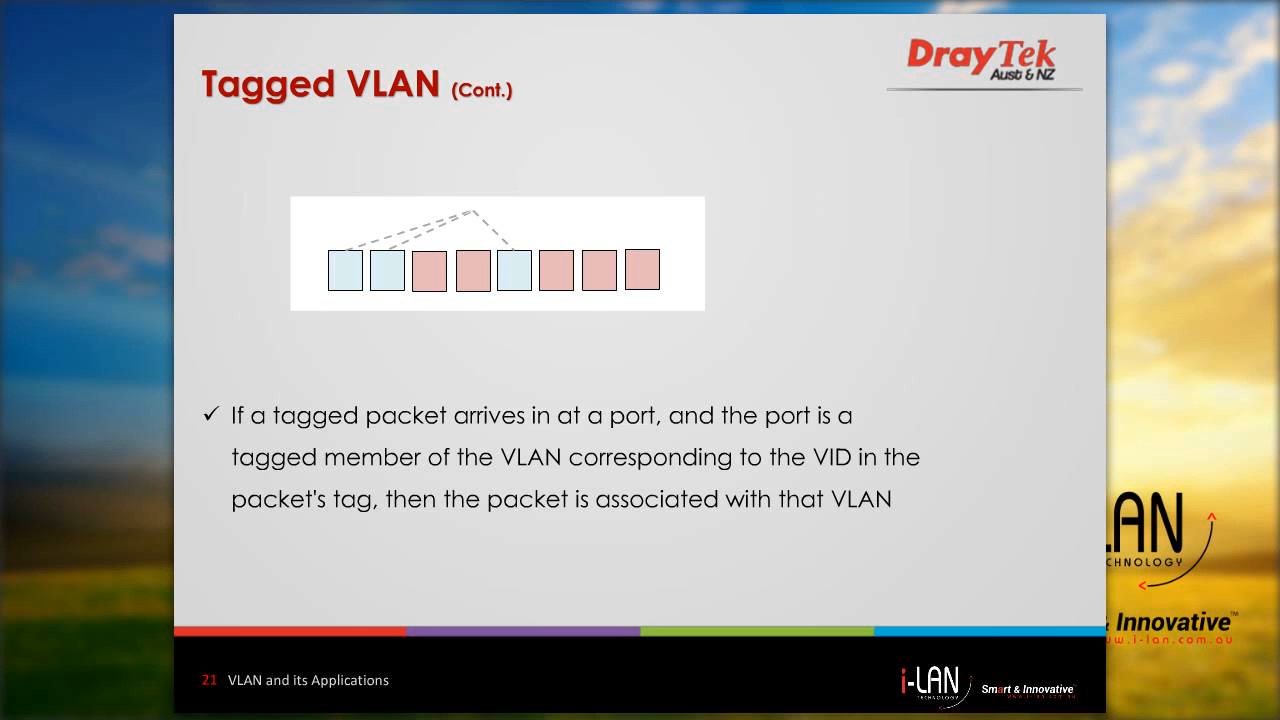 DrayTek
Aust & NZ
Tagged VLAN (Cont.)
✓ If a tagged packet arrives in at a port, and the port is a
tagged member of the VLAN corresponding to the VID in the
packet's tag, then the packet is associated with that VLAN
LAN
CHNOLOGY
& Innovative™
www.i-lan.com.au
21 VLAN and its Applications
i-LAN
TECHNOLOGY
Smart & Innovative